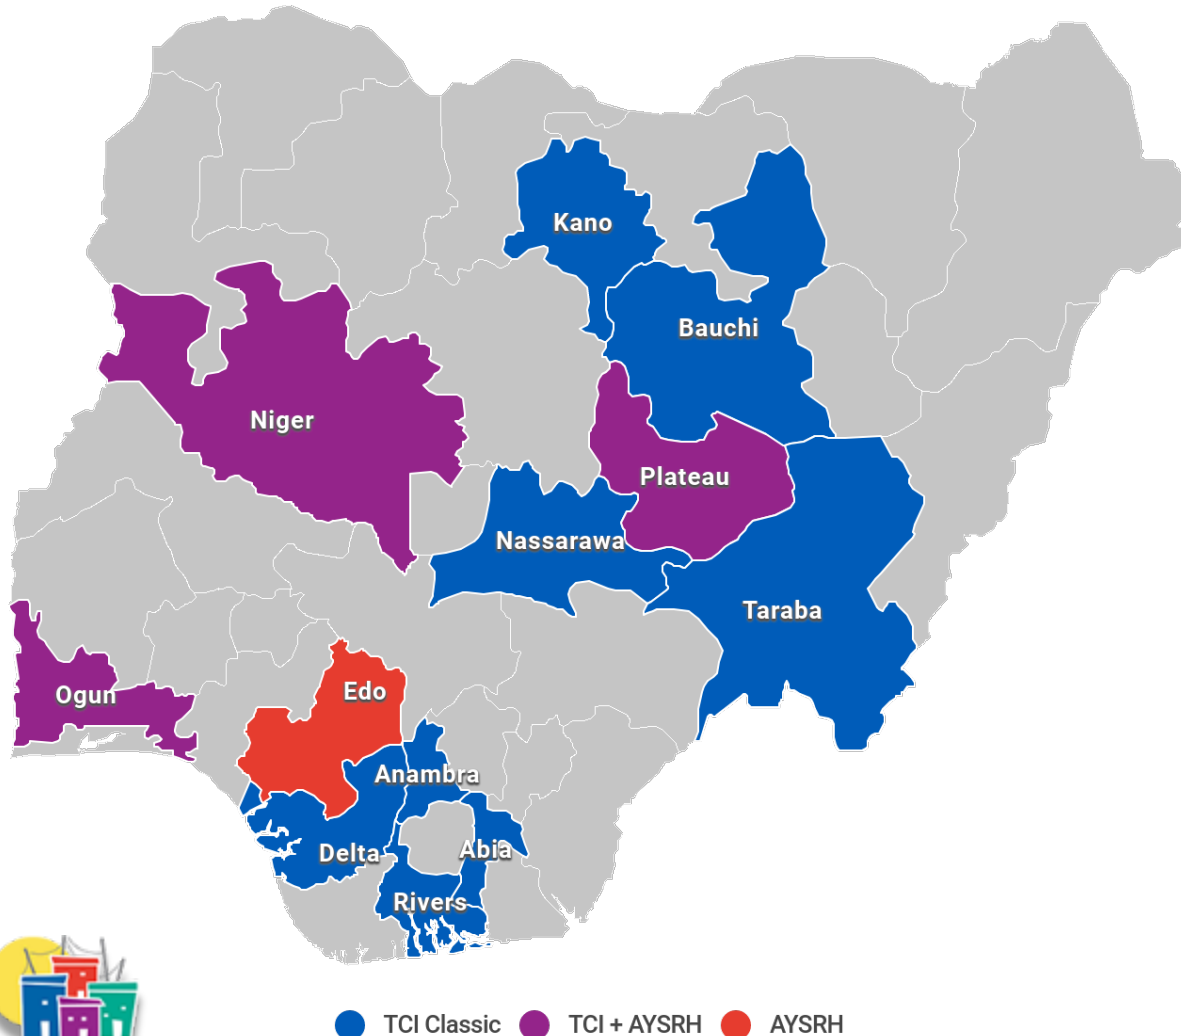 Kano
Bauchi
Niger
Plateau
Nassarawa
Taraba
Edo
Ogun
Anambra
Delta
Abia
Rivers
TCI Classic
TCI + AYSRH
AYSRH